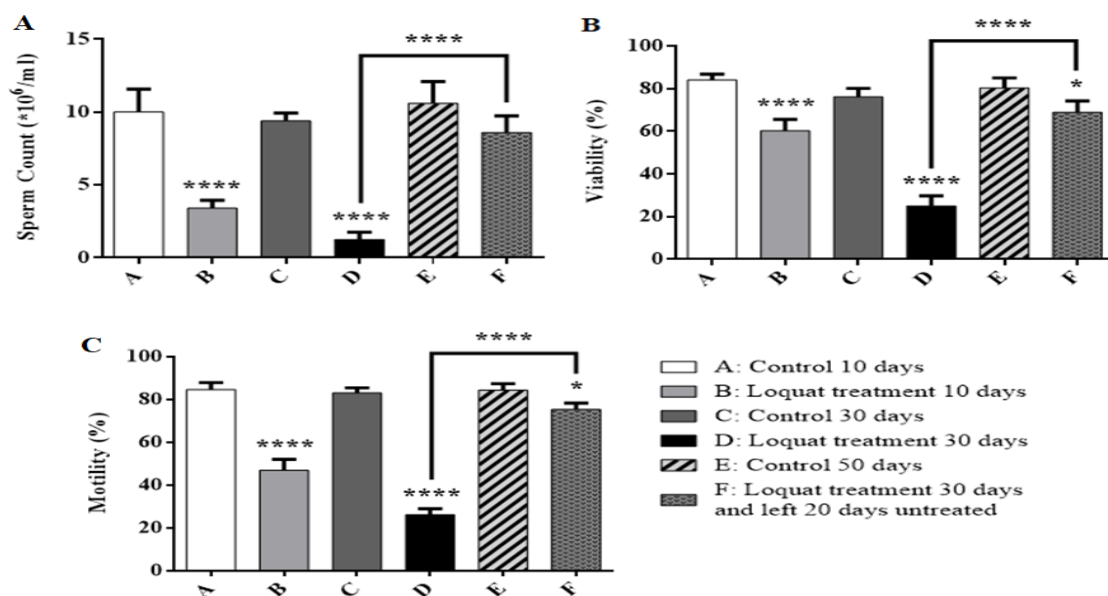 A
Sperm Count (*10⁶/ml)
15
10
5
0
****
****
****
A B C D E F
B
Viability (%)
100
80
60
40
20
0
****
****
****
*
A B C D E F
C
Motility (%)
100
80
60
40
20
0
****
****
****
*
A B C D E F
A: Control 10 days
B: Loquat treatment 10 days
C: Control 30 days
D: Loquat treatment 30 days
E: Control 50 days
F: Loquat treatment 30 days
and left 20 days untreated